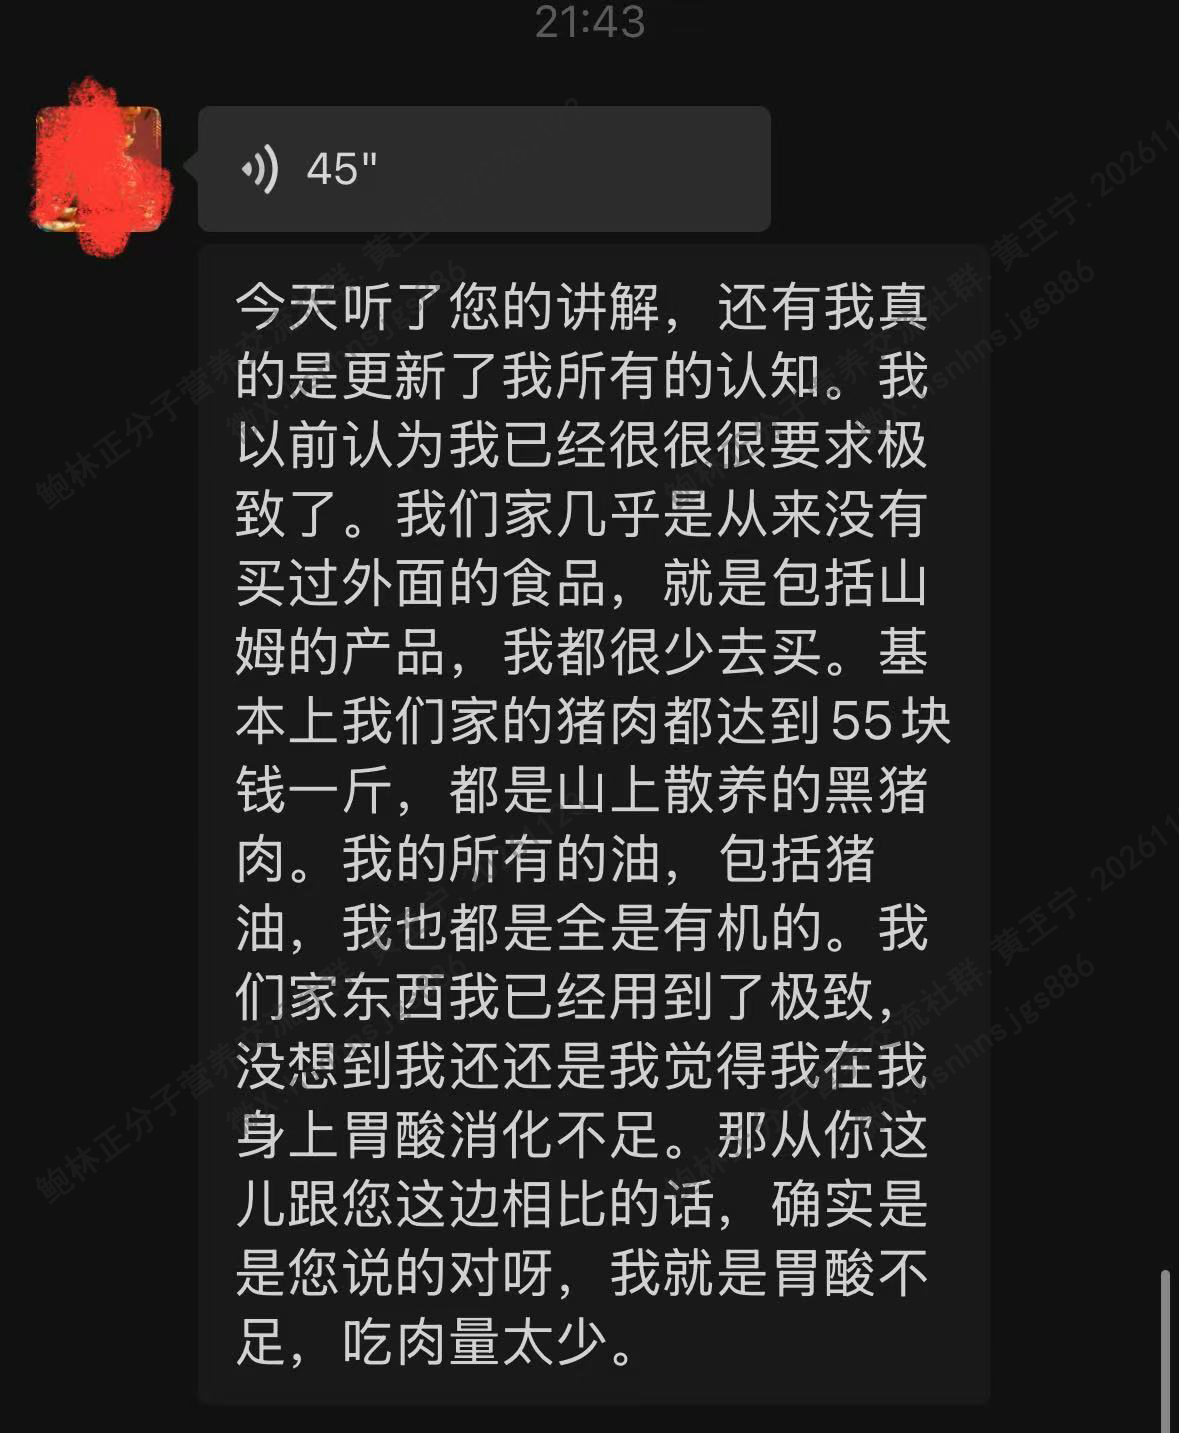 21:43
45"
今天听了您的讲解，还有我真
的是更新了我所有的认知。我
以前认为我已经很很很要求极
致了。我们家几乎是从来没有
买过外面的食品，就是包括山
姆的产品，我都很少去买。基
本上我们家的猪肉都达到55块
钱一斤，都是山上散养的黑猪
肉。我的所有的油，包括猪
油，我也都是全是有机的。我
们家东西我已经用到了极致，
没想到我还还是我觉得我在我
身上胃酸消化不足。那从你这
儿跟您这边相比的话，确实是
是您说的对呀，我就是胃酸不
足，吃肉量太少。